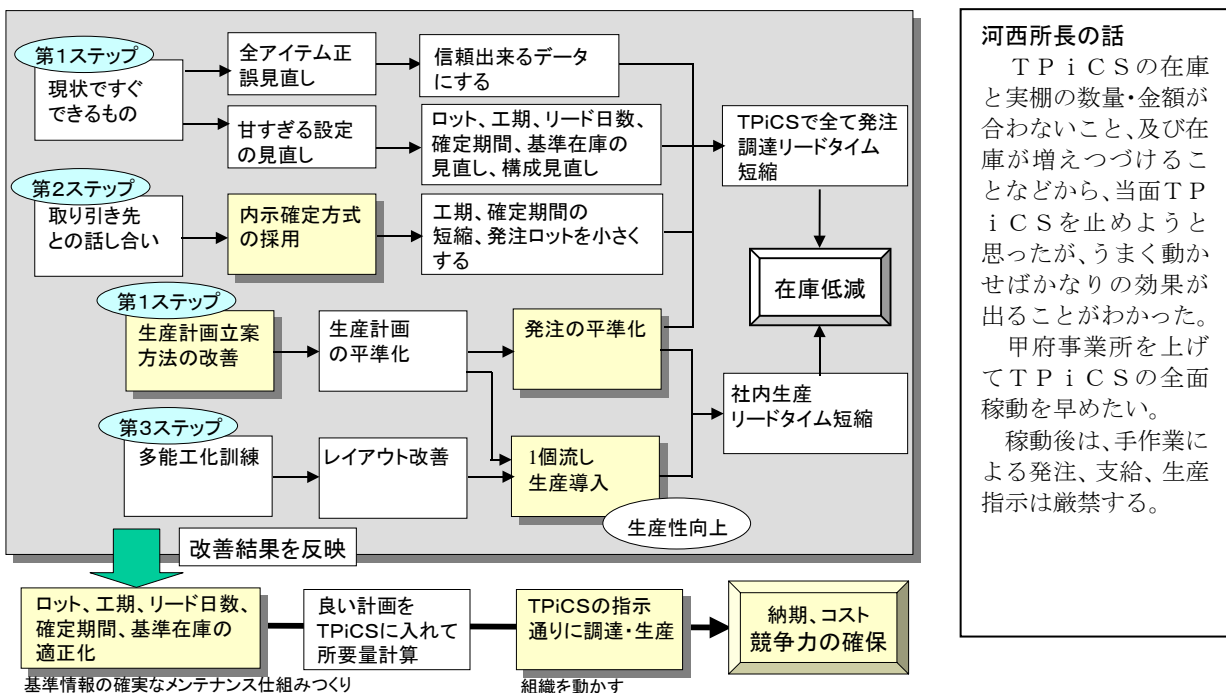 第1ステップ
現状ですぐ
できるもの
全アイテム正
誤見直し
信頼出来るデータ
にする
甘すぎる設定
の見直し
ロット、工期、リード日数、
確定期間、基準在庫の
見直し、構成見直し
TPiCSで全て発注
調達リードタイム
短縮
第2ステップ
取り引き先
との話し合い
内示確定方式
の採用
工期、確定期間の
短縮、発注ロットを小さく
する
在庫低減
第1ステップ
生産計画立案
方法の改善
生産計画
の平準化
発注の平準化
社内生産
リードタイム短縮
第3ステップ
多能工化訓練
レイアウト改善
1個流し
生産導入
生産性向上
改善結果を反映
ロット、工期、リード日数、
確定期間、基準在庫の
適正化
良い計画を
TPiCSに入れて
所要量計算
TPiCSの指示
通りに調達・生産
納期、コスト
競争力の確保
基準情報の確実なメンテナンス仕組みつくり
組織を動かす
河西所長の話
ＴＰｉＣＳの在庫
と実棚の数量・金額が
合わないこと、及び在
庫が増えつづけるこ
となどから、当面ＴＰ
ｉＣＳを止めようと
思ったが、うまく動か
せばかなりの効果が
出ることがわかった。
甲府事業所を上げ
てＴＰｉＣＳの全面
稼動を早めたい。
稼動後は、手作業に
よる発注、支給、生産
指示は厳禁する。